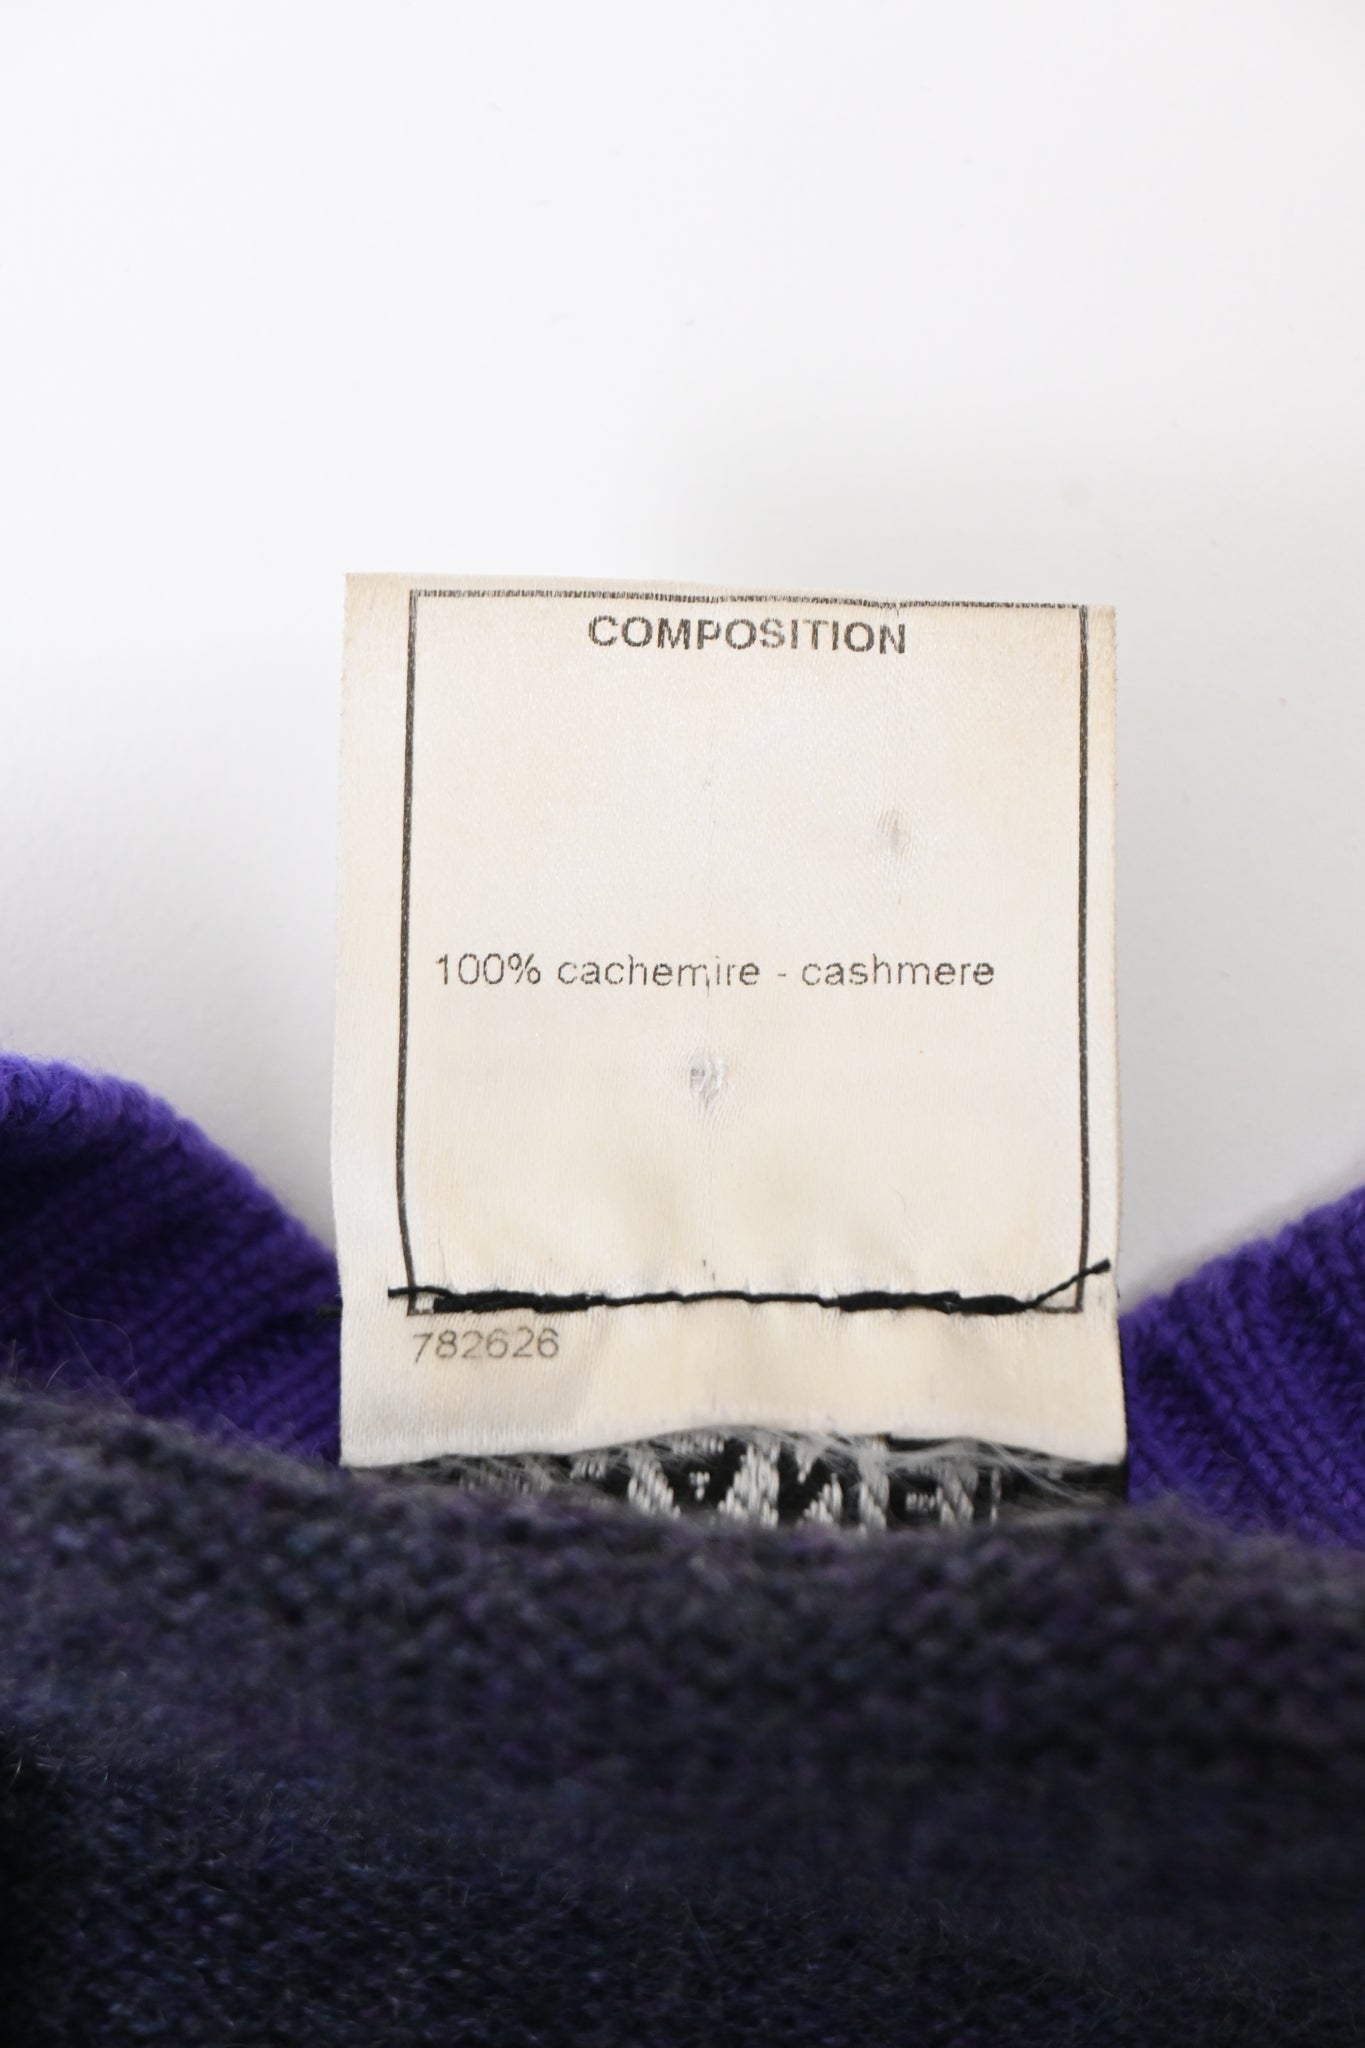 COMPOSITION
100% cachemire - cashmere
782626